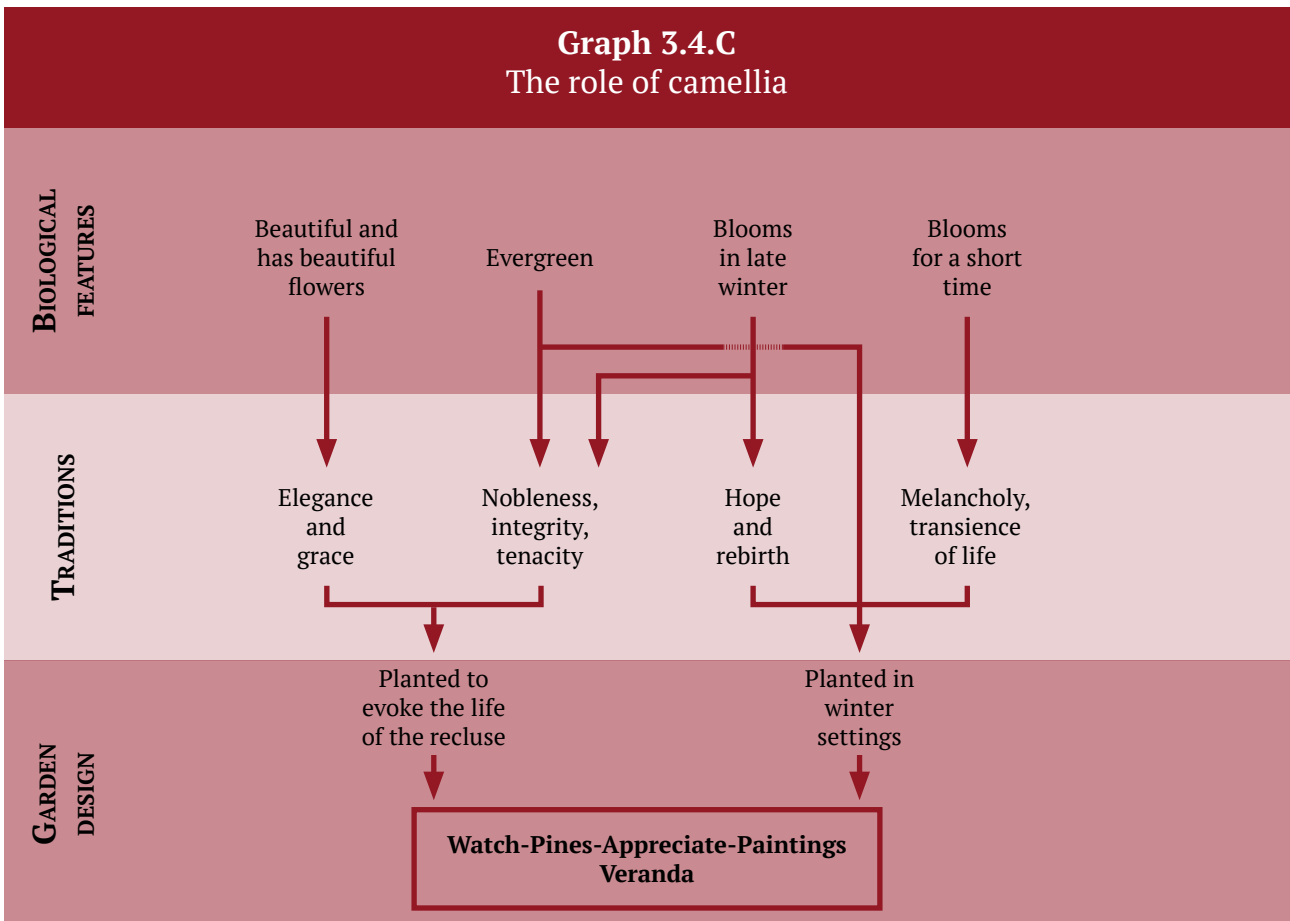 Graph 3.4.C
The role of camellia
BIOLOGICAL
FEATURES
Beautiful and
has beautiful
flowers
Evergreen
Blooms
in late
winter
Blooms
for a short
time
TRADITIONS
Elegance
and
grace
Nobleness,
integrity,
tenacity
Hope
and
rebirth
Melancholy,
transience
of life
GARDEN
DESIGN
Planted to
evoke the life
of the recluse
Planted in
winter
settings
Watch-Pines-Appreciate-Paintings
Veranda